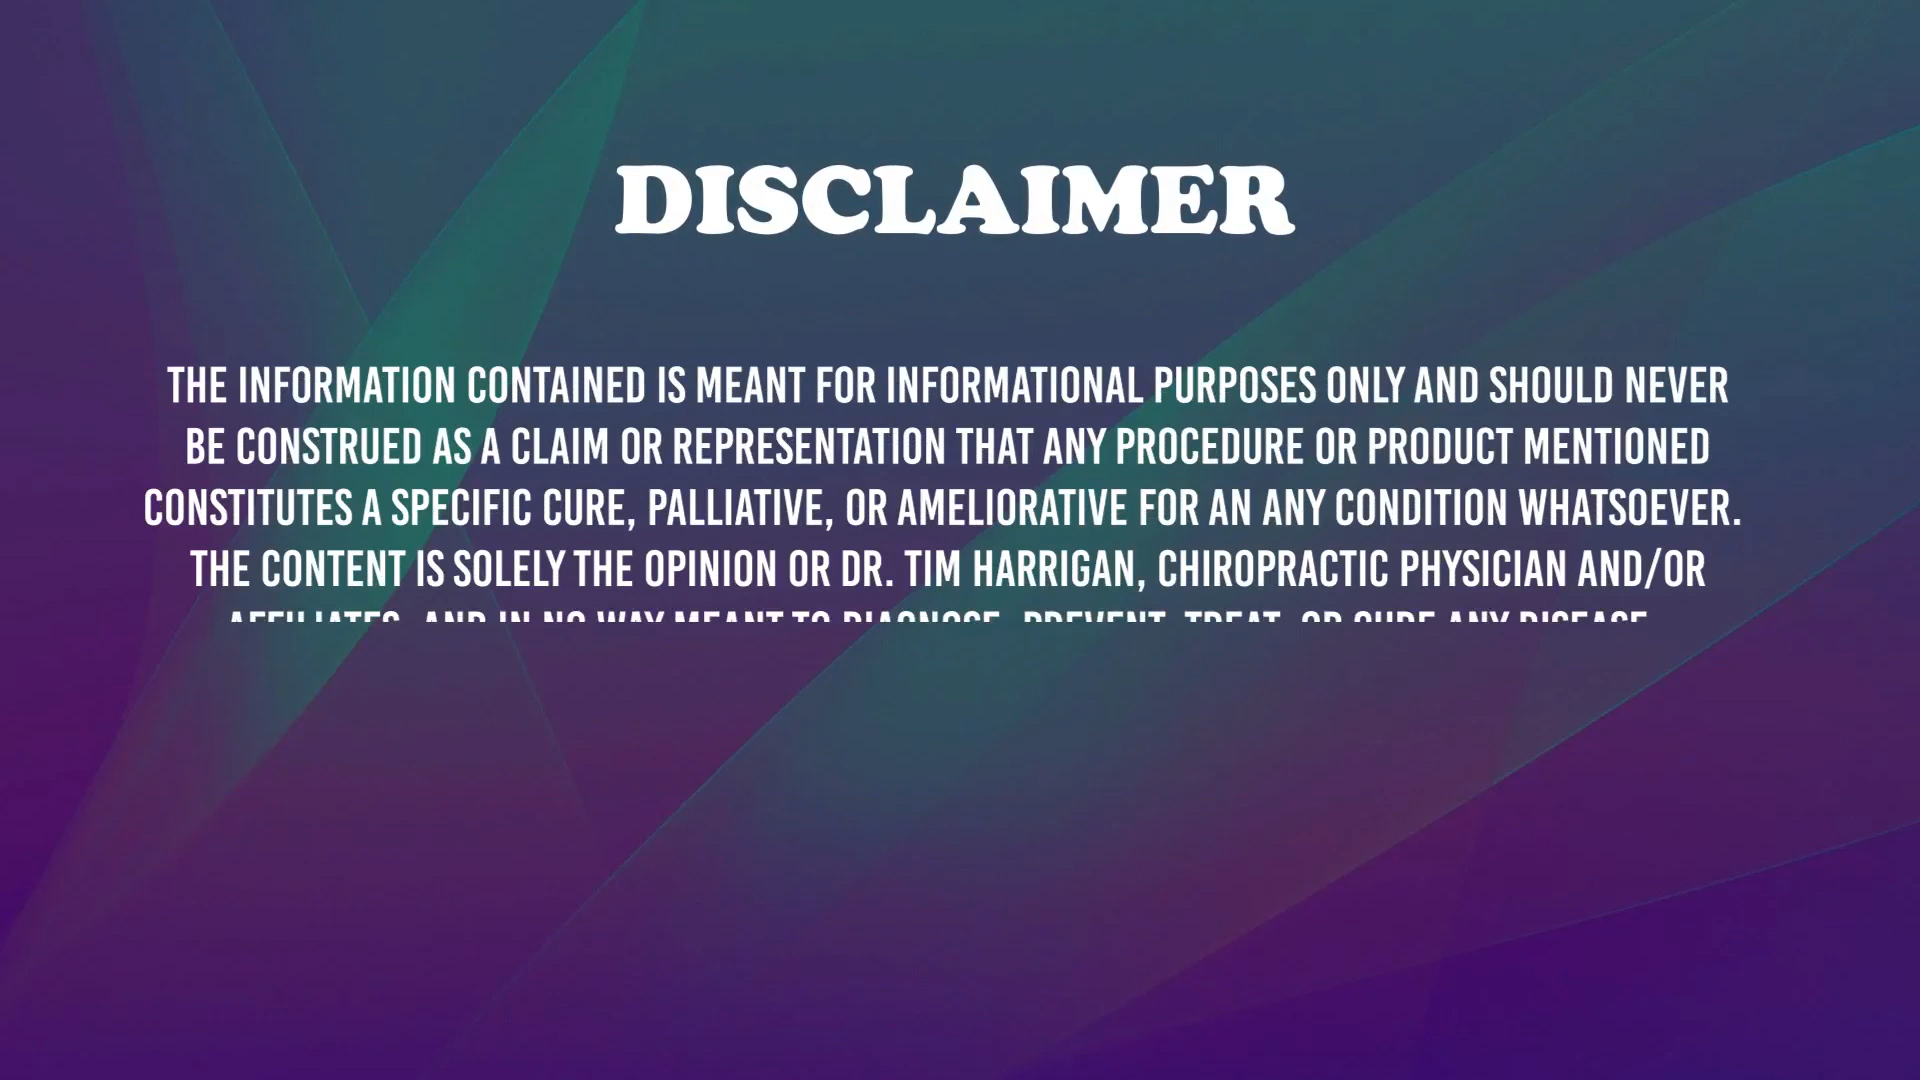 DISCLAIMER
THE INFORMATION CONTAINED IS MEANT FOR INFORMATIONAL PURPOSES ONLY AND SHOULD NEVER
BE CONSTRUED AS A CLAIM OR REPRESENTATION THAT ANY PROCEDURE OR PRODUCT MENTIONED
CONSTITUTES A SPECIFIC CURE, PALLIATIVE, OR AMELIORATIVE FOR AN ANY CONDITION WHATSOEVER.
THE CONTENT IS SOLELY THE OPINION OR DR. TIM HARRIGAN, CHIROPRACTIC PHYSICIAN AND/OR
AFFILIATES, AND IN NO WAY MEANT TO DIAGNOSE, PREVENT, TREAT, OR CURE ANY DISEASE